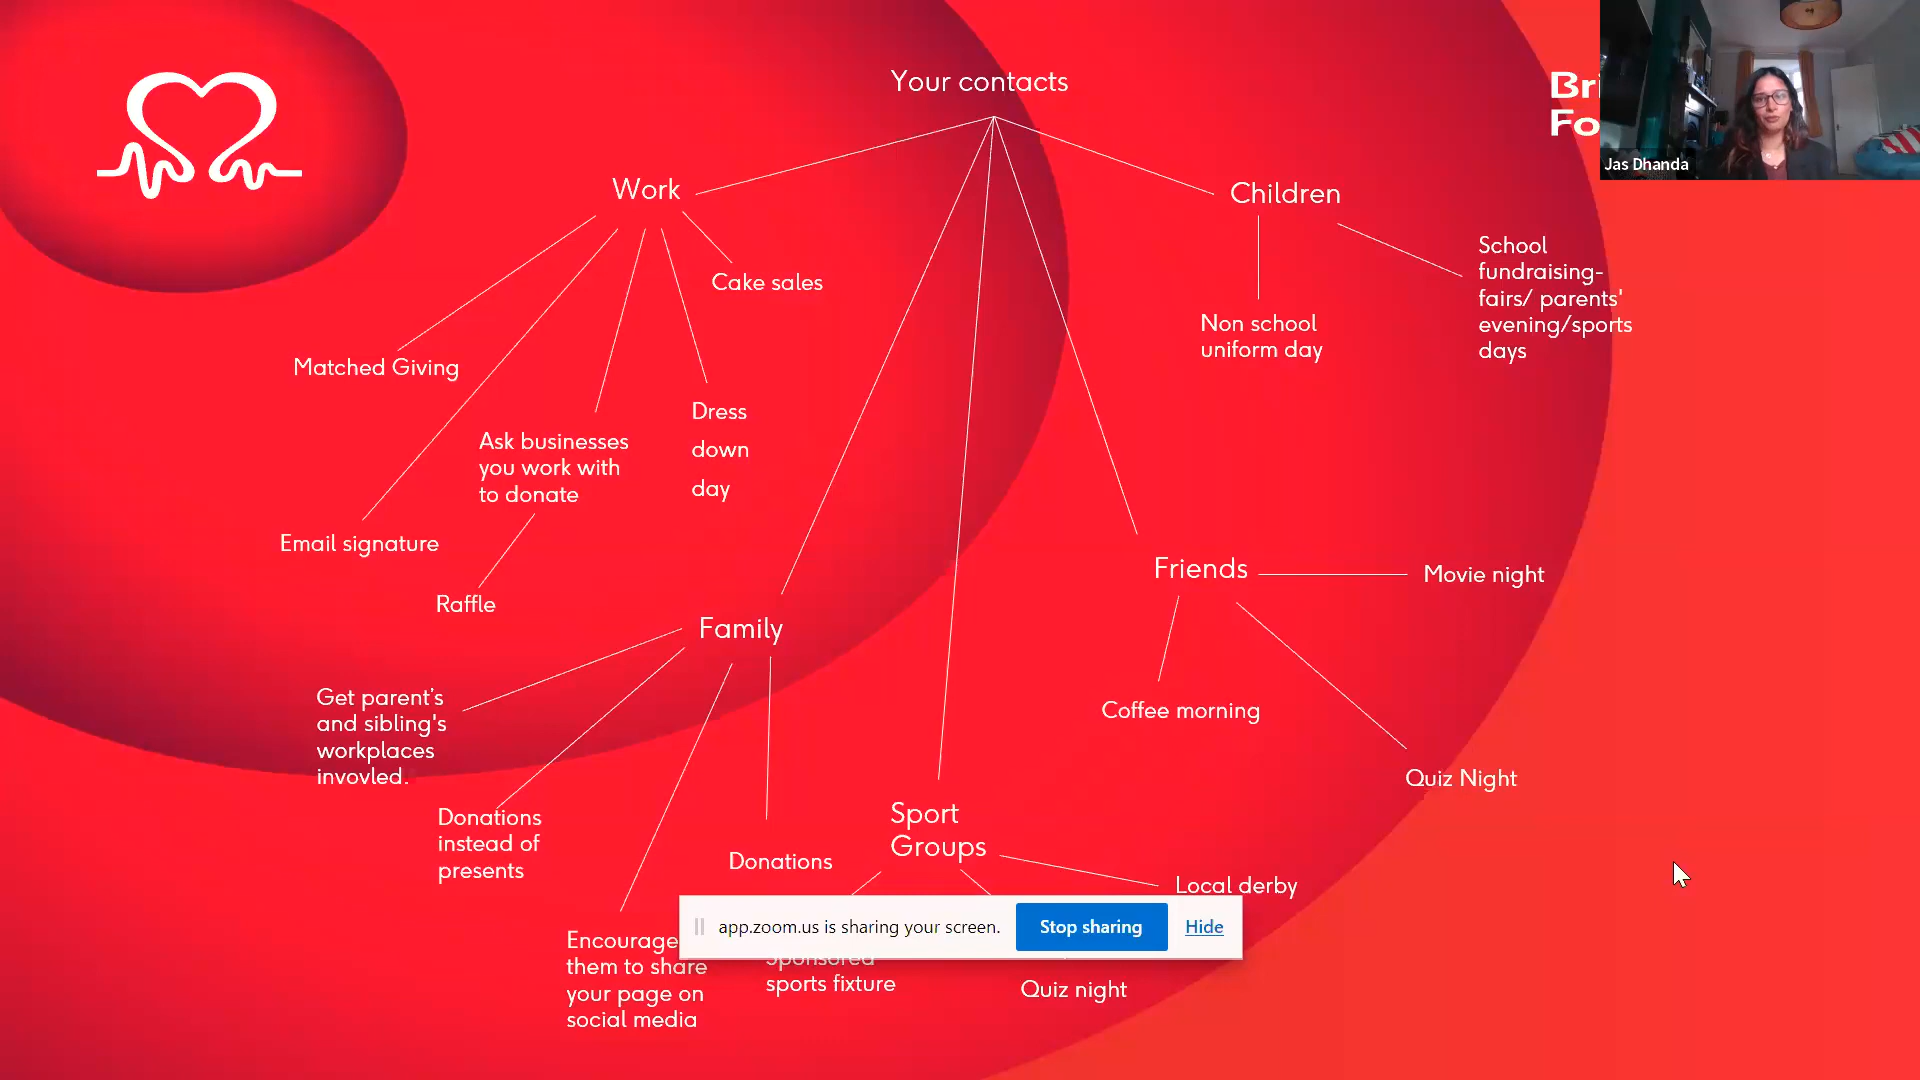 Your contacts
Jas Dhanda
Work
Children
Cake sales
School
fundraising-
fairs/ parents'
evening/sports
days
Non school
uniform day
Matched Giving
Dress
down
day
Ask businesses
you work with
to donate
Email signature
Raffle
Friends
Movie night
Family
Get parent's
and sibling's
workplaces
invovled.
Coffee morning
Quiz Night
Donations
instead of
presents
Donations
Sport
Groups
Local derby
app.zoom.us is sharing your screen.
Stop sharing
Hide
Encourage
them to share
your page on
social media
Sponsored
sports fixture
Quiz night